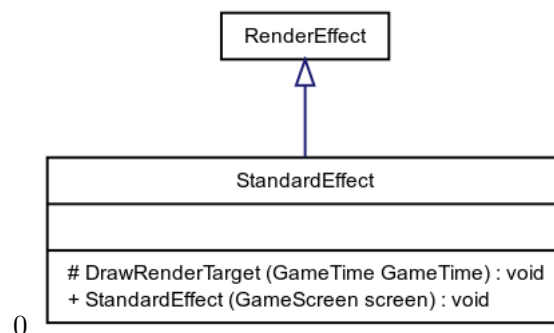 RenderEffect
StandardEffect
# DrawRenderTarget (GameTime GameTime) : void
+ StandardEffect (GameScreen screen) : void
0